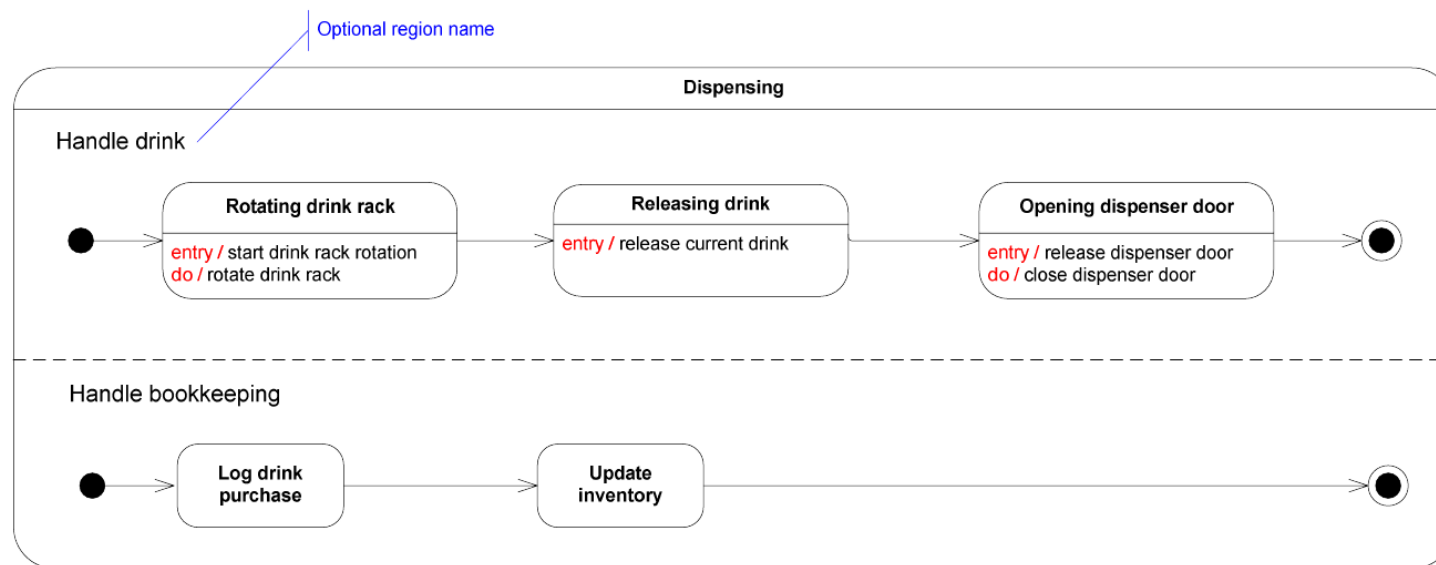 Optional region name
Dispensing
Handle drink
Rotating drink rack
entry / start drink rack rotation
do / rotate drink rack
Releasing drink
entry / release current drink
Opening dispenser door
entry / release dispenser door
do / close dispenser door
Handle bookkeeping
Log drink
purchase
Update
inventory